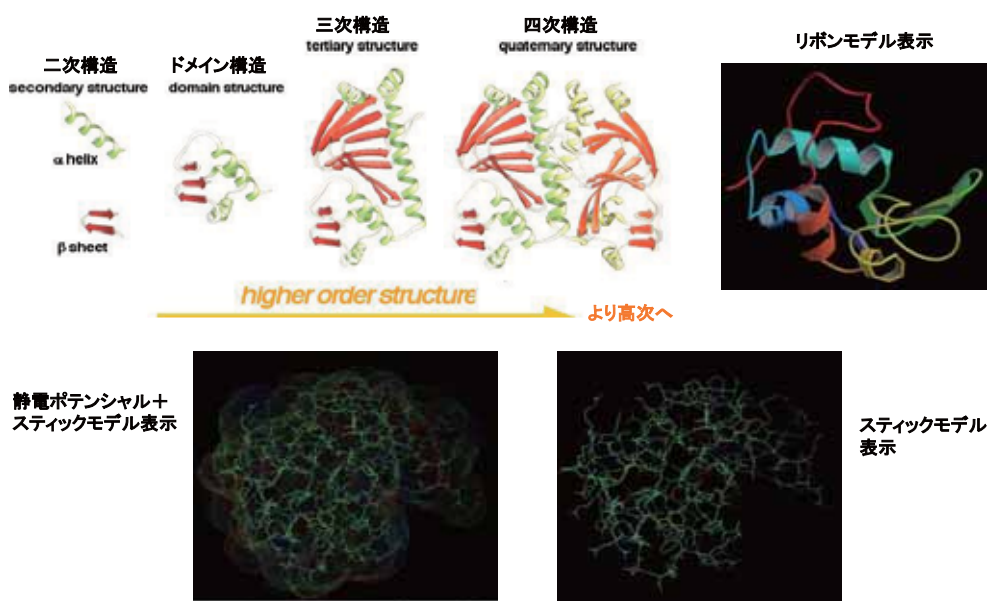 二次構造
secondary structure
α helix
β sheet
ドメイン構造
domain structure
三次構造
tertiary structure
四次構造
quaternary structure
higher order structure
より高次へ
リボンモデル表示
静電ポテンシャル＋
スティックモデル表示
スティックモデル
表示